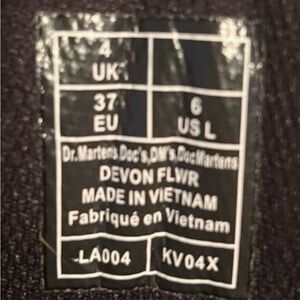 4
UK
37 6
EU US L
Dr.Martens,Doc's,DM's,DocMartens
DEVON FLWR
MADE IN VIETNAM
Fabriqué en Vietnam
-LA004 KV04X